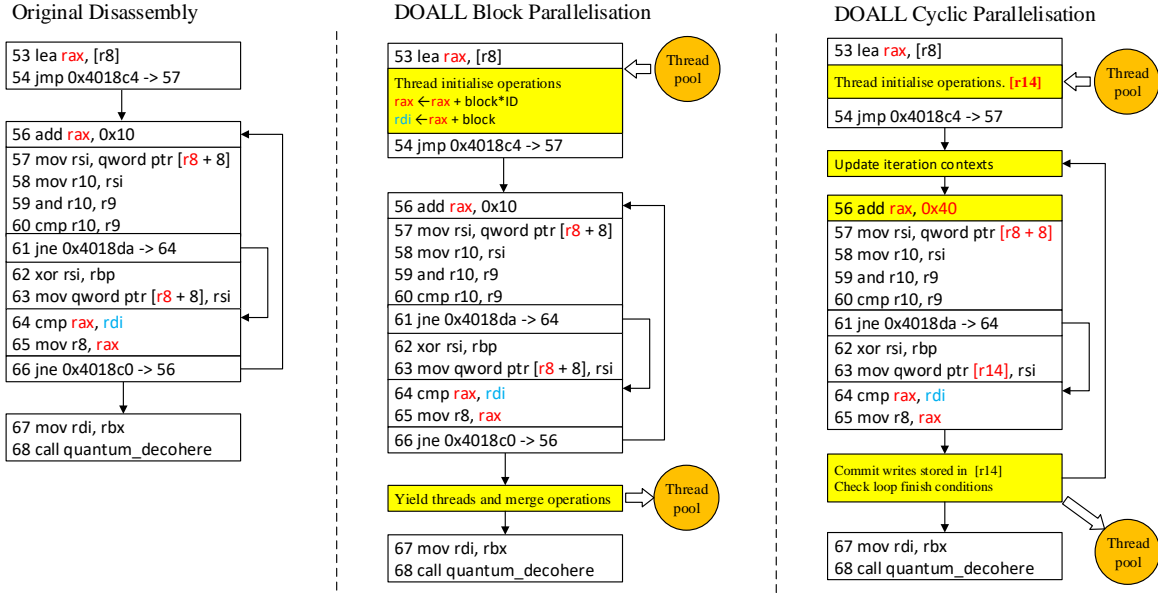 Original Disassembly
53 lea rax, [r8]
54 jmp 0x4018c4 -> 57
56 add rax, 0x10
57 mov rsi, qword ptr [r8 + 8]
58 mov r10, rsi
59 and r10, r9
60 cmp r10, r9
61 jne 0x4018da -> 64
62 xor rsi, rbp
63 mov qword ptr [r8 + 8], rsi
64 cmp rax, rdi
65 mov r8, rax
66 jne 0x4018c0 -> 56
67 mov rdi, rbx
68 call quantum_decohere
DOALL Block Parallelisation
53 lea rax, [r8]
Thread initialise operations
rax ←rax + block*ID
rdi ←rax + block
54 jmp 0x4018c4 -> 57
Thread
pool
56 add rax, 0x10
57 mov rsi, qword ptr [r8 + 8]
58 mov r10, rsi
59 and r10, r9
60 cmp r10, r9
61 jne 0x4018da -> 64
62 xor rsi, rbp
63 mov qword ptr [r8 + 8], rsi
64 cmp rax, rdi
65 mov r8, rax
66 jne 0x4018c0 -> 56
Yield threads and merge operations
Thread
pool
67 mov rdi, rbx
68 call quantum_decohere
DOALL Cyclic Parallelisation
53 lea rax, [r8]
Thread initialise operations. [r14]
54 jmp 0x4018c4 -> 57
Thread
pool
Update iteration contexts
56 add rax, 0x40
57 mov rsi, qword ptr [r8 + 8]
58 mov r10, rsi
59 and r10, r9
60 cmp r10, r9
61 jne 0x4018da -> 64
62 xor rsi, rbp
63 mov qword ptr [r14], rsi
64 cmp rax, rdi
65 mov r8, rax
Commit writes stored in [r14]
Check loop finish conditions
Thread
pool
67 mov rdi, rbx
68 call quantum_decohere